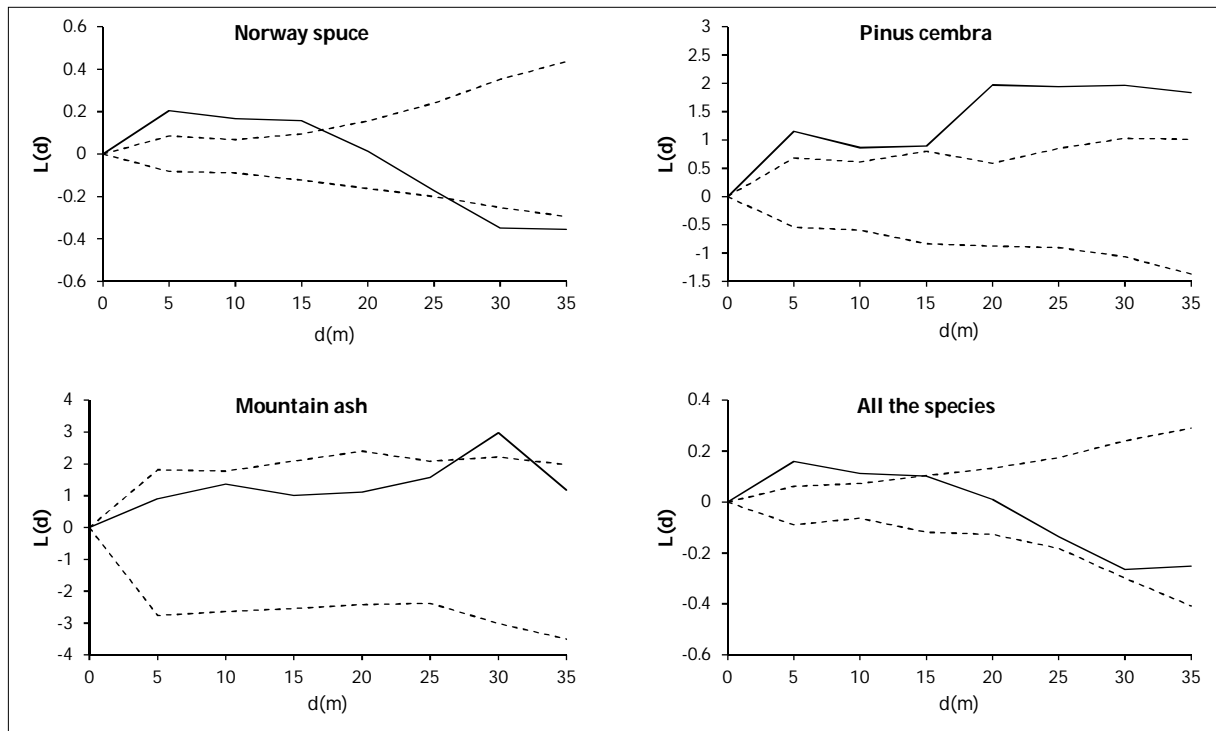 Norway spuce
0.6
0.4
0.2
0
-0.2
-0.4
-0.6
L(d)
0 5 10 15 20 25 30 35
d(m)
Pinus cembra
3
2.5
2
1.5
1
0.5
0
-0.5
-1
-1.5
L(d)
0 5 10 15 20 25 30 35
d(m)
Mountain ash
4
3
2
1
0
-1
-2
-3
-4
L(d)
0 5 10 15 20 25 30 35
d(m)
All the species
0.4
0.2
0
-0.2
-0.4
-0.6
L(d)
0 5 10 15 20 25 30 35
d(m)